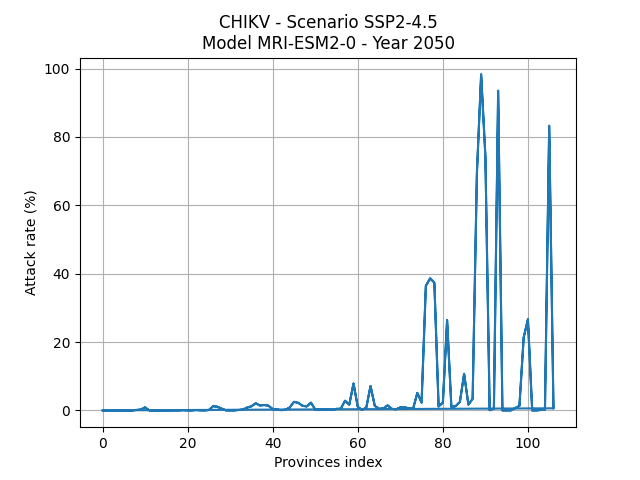 CHIKV - Scenario SSP2-4.5
Model MRI-ESM2-0 - Year 2050
100
80
60
40
20
0
Attack rate (%)
0 20 40 60 80 100
Provinces index